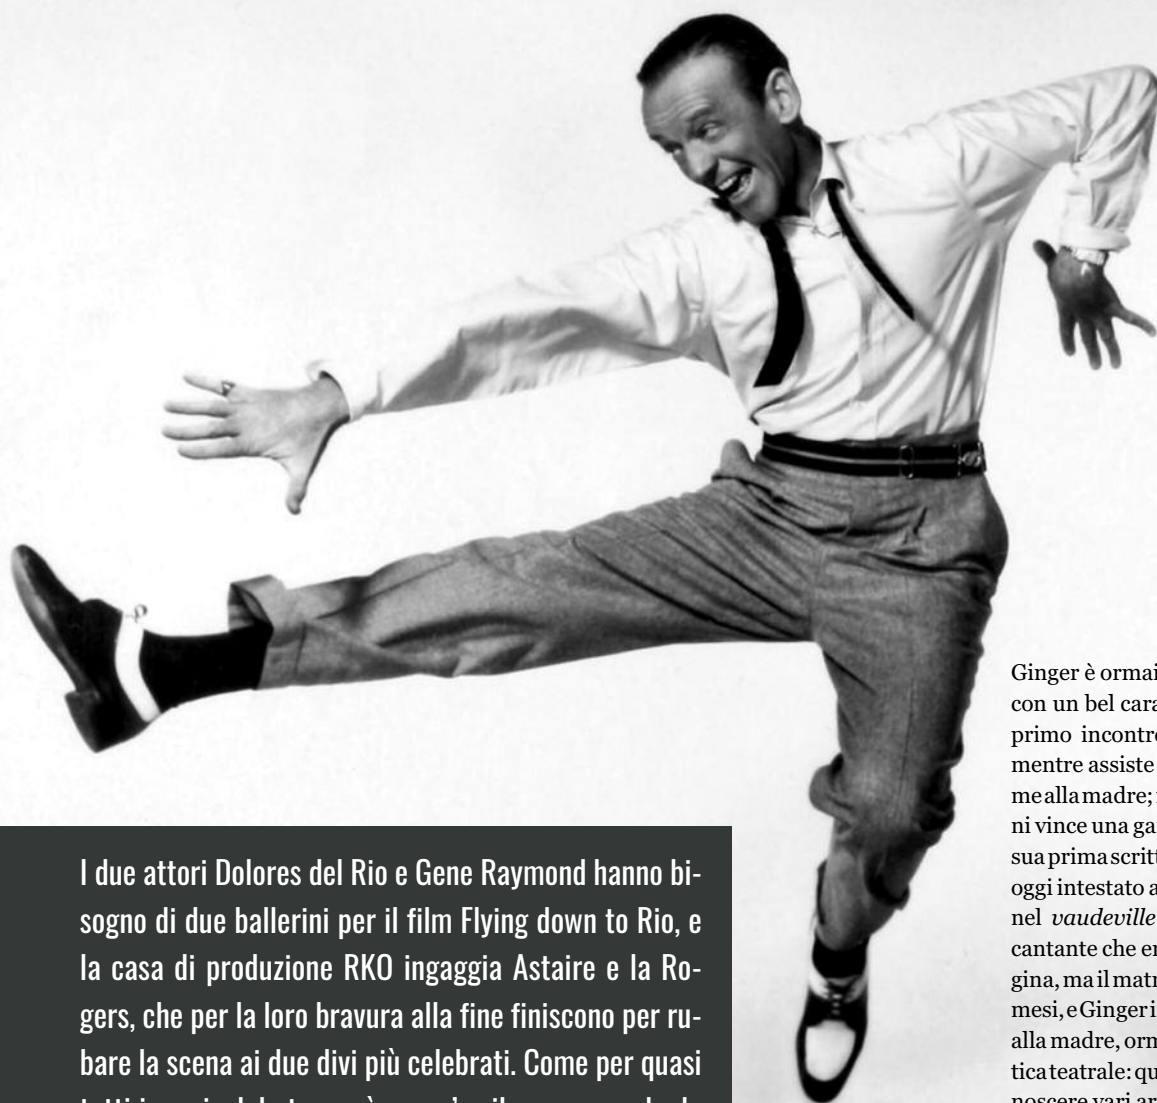 I due attori Dolores del Rio e Gene Raymond hanno bi-
sogno di due ballerini per il film Flying down to Rio, e
la casa di produzione RKO ingaggia Astaire e la Ro-
gers, che per la loro bravura alla fine finiscono per ru-
bare la scena ai due divi più celebrati. Come per quasi
Ginger è ormai
con un bel cara
primo incontro
mentre assiste
me alla madre;
ni vince una ga
sua prima scritt
oggi intestato a
nel vaudeville
cantante che e
gina, ma il matr
mesi, e Ginger i
alla madre, orm
tica teatrale: qu